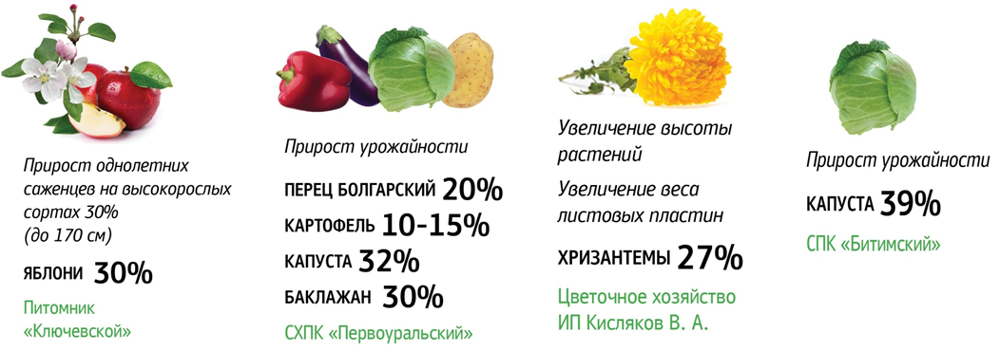 Прирост однолетних
саженцев на высокорослых
сортах 30%
(до 170 см)
ЯБЛОНИ 30%
Питомник
«Ключевской»
Прирост урожайности
ПЕРЕЦ БОЛГАРСКИЙ 20%
КАРТОФЕЛЬ 10-15%
КАПУСТА 32%
БАКЛАЖАН 30%
СХПК «Первоуральский»
Увеличение высоты
растений
Увеличение веса
листовых пластин
ХРИЗАНТЕМЫ 27%
Цветочное хозяйство
ИП Кисляков В. А.
Прирост урожайности
КАПУСТА 39%
СПК «Битимский»